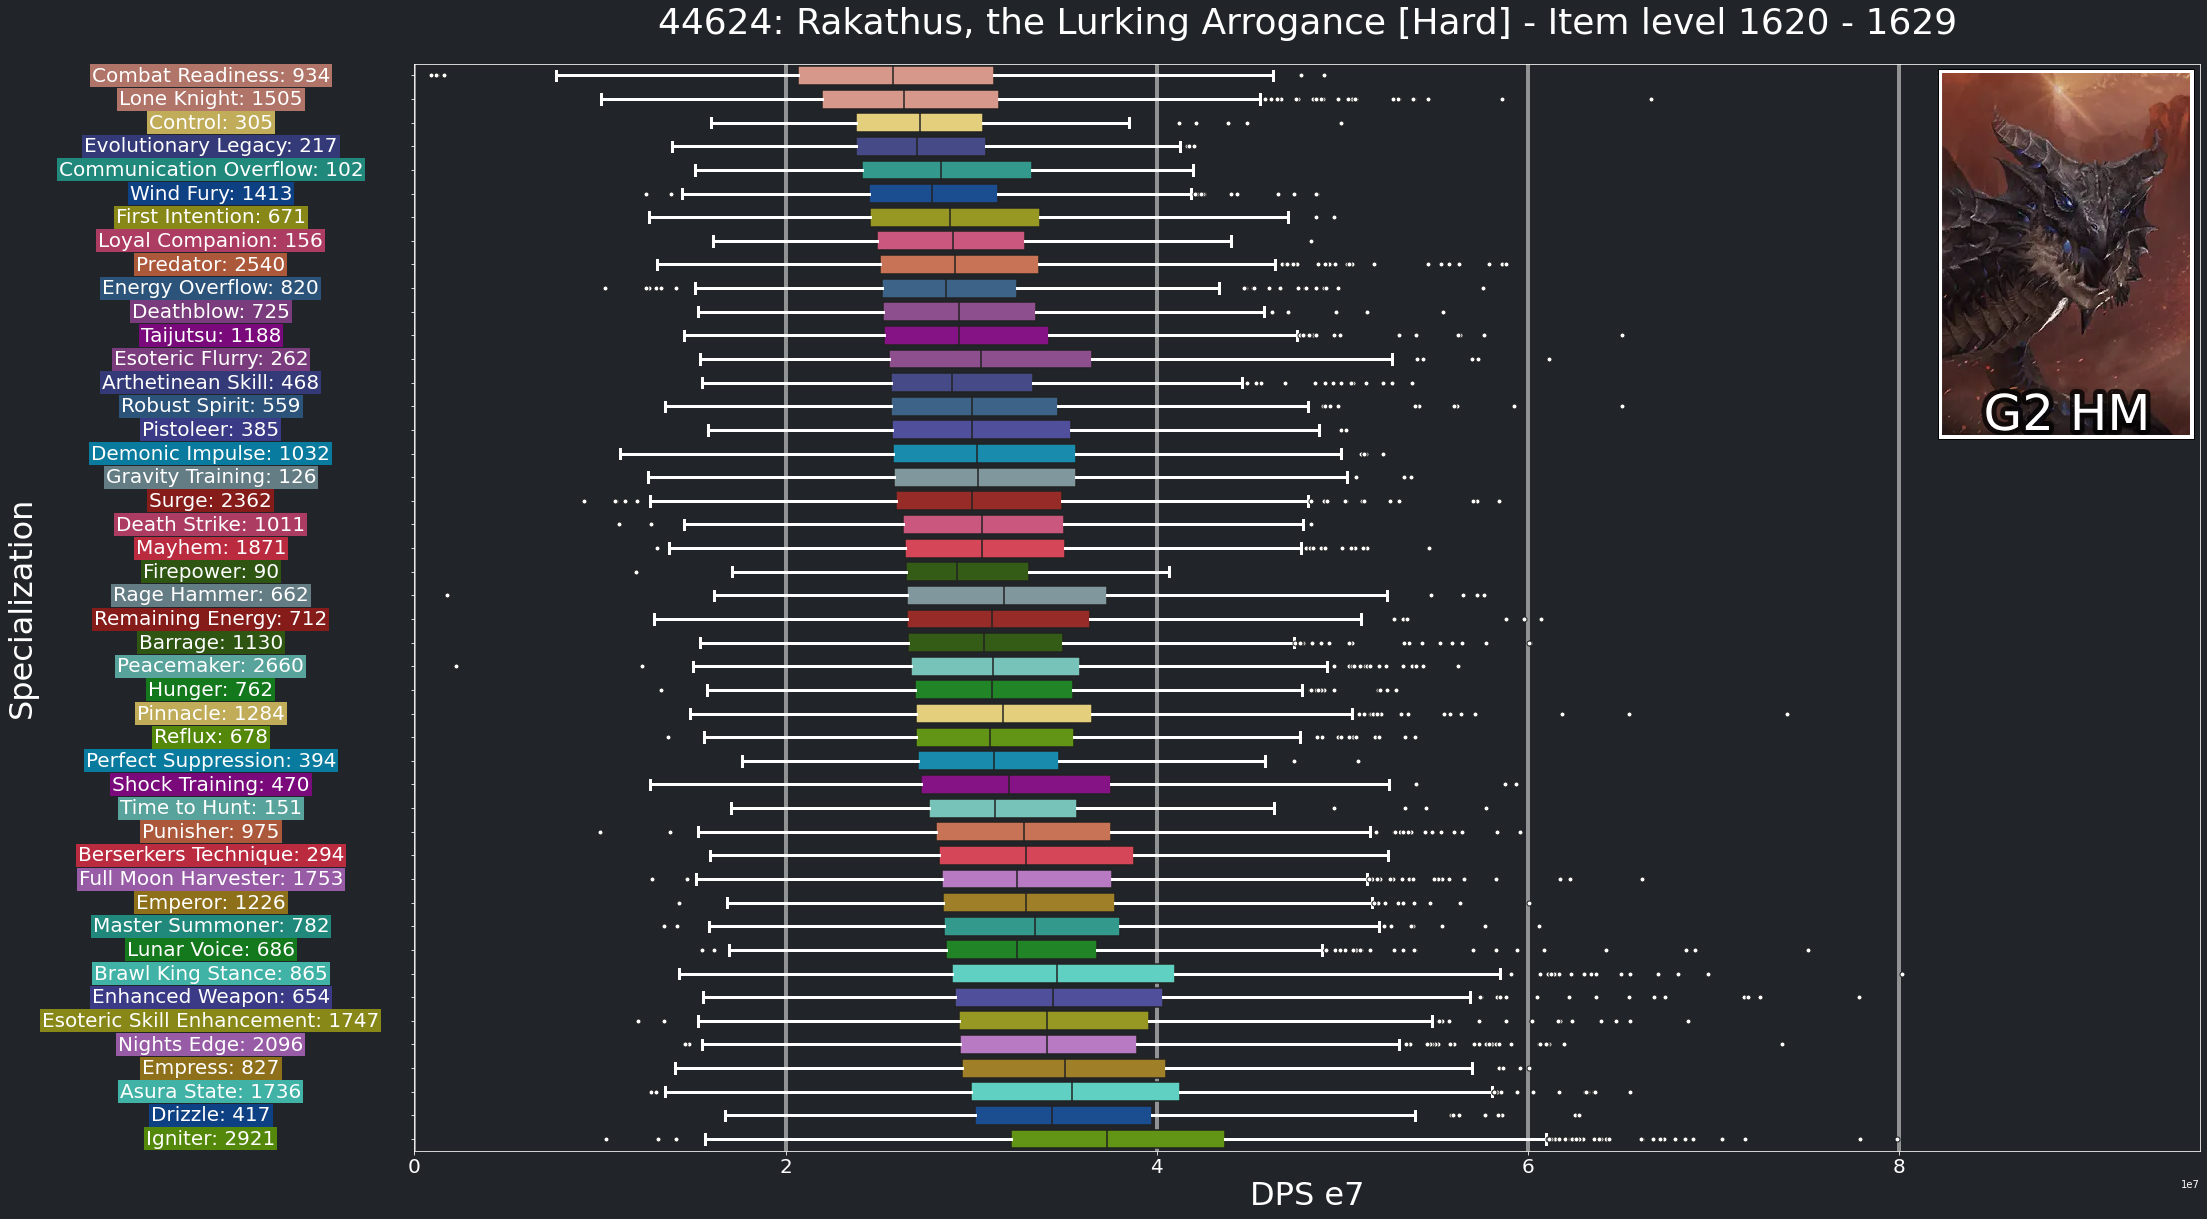 44624: Rakathus, the Lurking Arrogance [Hard] - Item level 1620 - 1629
Combat Readiness: 934
Lone Knight: 1505
Control: 305
Evolutionary Legacy: 217
Communication Overflow: 102
Wind Fury: 1413
First Intention: 671
Loyal Companion: 156
Predator: 2540
Energy Overflow: 820
Deathblow: 725
Taijutsu: 1188
Esoteric Flurry: 262
Arthetinean Skill: 468
Robust Spirit: 559
Pistoleer: 385
Demonic Impulse: 1032
Gravity Training: 126
Surge: 2362
Death Strike: 1011
Mayhem: 1871
Firepower: 90
Rage Hammer: 662
Remaining Energy: 712
Barrage: 1130
Peacemaker: 2660
Hunger: 762
Pinnacle: 1284
Reflux: 678
Perfect Suppression: 394
Shock Training: 470
Time to Hunt: 151
Punisher: 975
Berserkers Technique: 294
Full Moon Harvester: 1753
Emperor: 1226
Master Summoner: 782
Lunar Voice: 686
Brawl King Stance: 865
Enhanced Weapon: 654
Esoteric Skill Enhancement: 1747
Nights Edge: 2096
Empress: 827
Asura State: 1736
Drizzle: 417
Igniter: 2921
Specialization
G2 HM
0 2 4 6 8
DPS e7
1e7